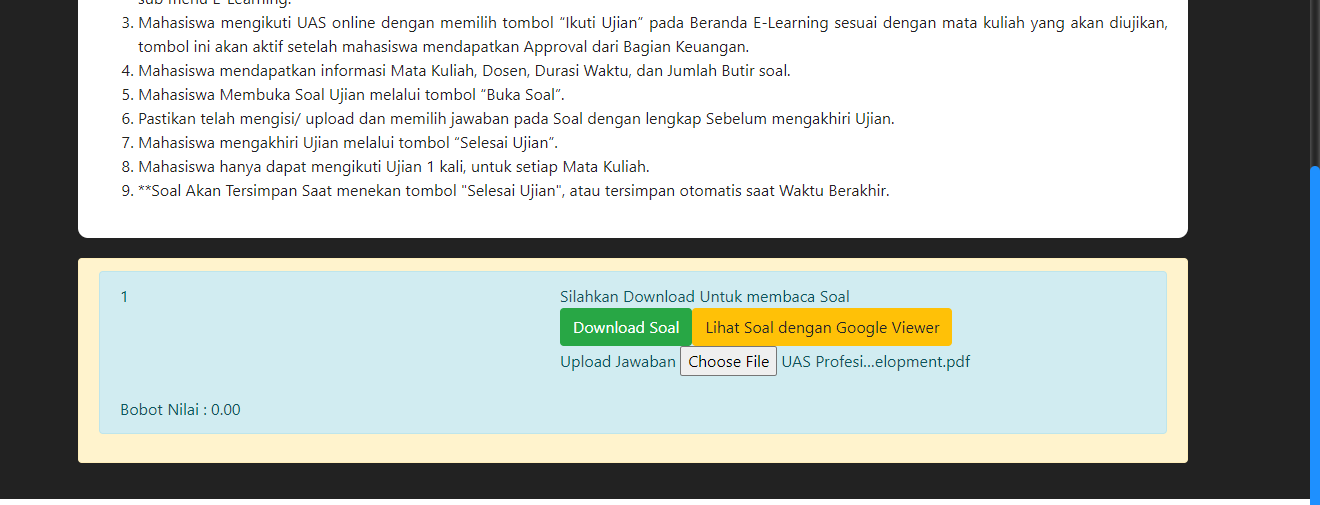 sub menu E-Learning.
3. Mahasiswa mengikuti UAS online dengan memilih tombol “Ikuti Ujian” pada Beranda E-Learning sesuai dengan mata kuliah yang akan diujikan,
tombol ini akan aktif setelah mahasiswa mendapatkan Approval dari Bagian Keuangan.
4. Mahasiswa mendapatkan informasi Mata Kuliah, Dosen, Durasi Waktu, dan Jumlah Butir soal.
5. Mahasiswa Membuka Soal Ujian melalui tombol “Buka Soal”.
6. Pastikan telah mengisi/ upload dan memilih jawaban pada Soal dengan lengkap Sebelum mengakhiri Ujian.
7. Mahasiswa mengakhiri Ujian melalui tombol “Selesai Ujian”.
8. Mahasiswa hanya dapat mengikuti Ujian 1 kali, untuk setiap Mata Kuliah.
9. **Soal Akan Tersimpan Saat menekan tombol "Selesai Ujian", atau tersimpan otomatis saat Waktu Berakhir.
1
Silahkan Download Untuk membaca Soal
Download Soal Lihat Soal dengan Google Viewer
Upload Jawaban Choose File UAS Profesi...elopment.pdf
Bobot Nilai : 0.00